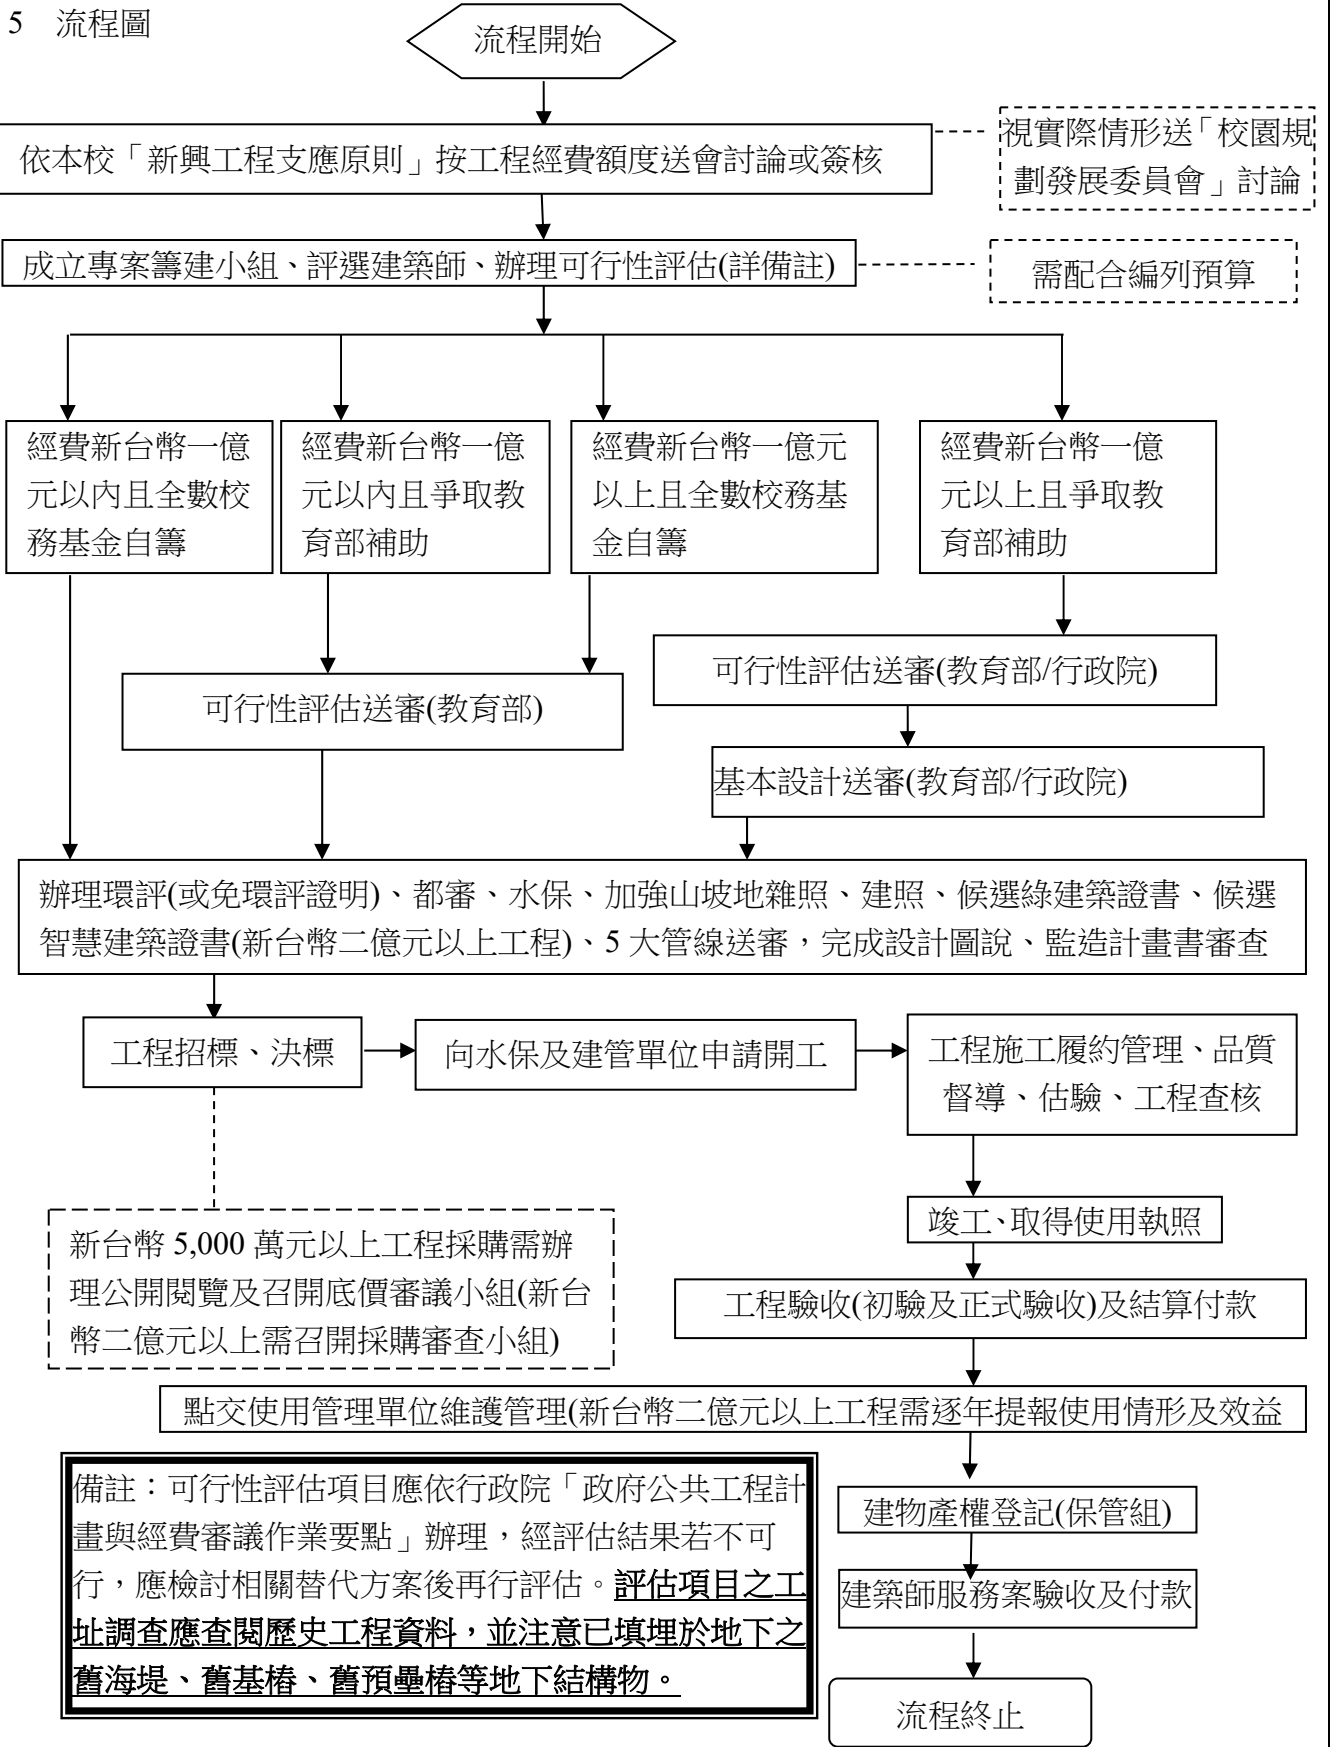 5 流程圖
流程開始
依本校「新興工程支應原則」按工程經費額度送會討論或簽核
視實際情形送「校園規
劃發展委員會」討論
成立專案籌建小組、評選建築師、辦理可行性評估(詳備註)
需配合編列預算
經費新台幣一億
元以內且全數校
務基金自籌
經費新台幣一億
元以內且爭取教
育部補助
經費新台幣一億元
以上且全數校務基
金自籌
經費新台幣一億
元以上且爭取教
育部補助
可行性評估送審(教育部)
可行性評估送審(教育部/行政院)
基本設計送審(教育部/行政院)
辦理環評(或免環評證明)、都審、水保、加強山坡地雜照、建照、候選綠建築證書、候選
智慧建築證書(新台幣二億元以上工程)、5 大管線送審，完成設計圖說、監造計畫書審查
工程招標、決標
向水保及建管單位申請開工
工程施工履約管理、品質
督導、估驗、工程查核
新台幣 5,000 萬元以上工程採購需辦
理公開閱覽及召開底價審議小組(新台
幣二億元以上需召開採購審查小組)
竣工、取得使用執照
工程驗收(初驗及正式驗收)及結算付款
點交使用管理單位維護管理(新台幣二億元以上工程需逐年提報使用情形及效益
備註：可行性評估項目應依行政院「政府公共工程計
畫與經費審議作業要點」辦理，經評估結果若不可
行，應檢討相關替代方案後再行評估。評估項目之工
址調查應查閱歷史工程資料，並注意已填埋於地下之
舊海堤、舊基樁、舊預壘樁等地下結構物。
建物產權登記(保管組)
建築師服務案驗收及付款
流程終止